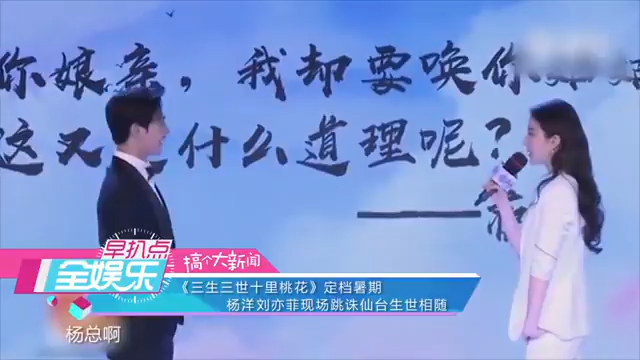 你娘亲，我却要唤你
这又是什么道理呢？
早扒点
全娱乐
搞个大新闻
《三生三世十里桃花》定档暑期
杨洋刘亦菲现场跳诛仙台生世相随
杨总啊